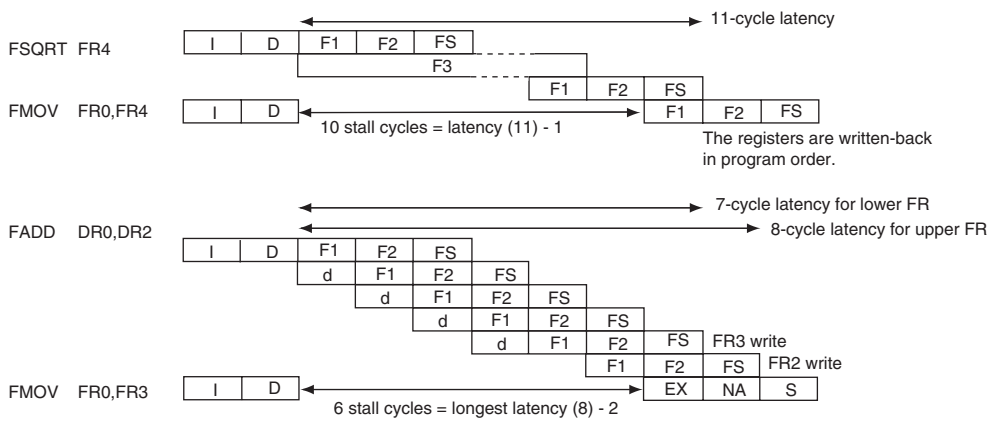 11-cycle latency
FSQRT FR4 I D F1 F2 FS
F3
F1 F2 FS
FMOV FR0,FR4 I D F1 F2 FS
10 stall cycles = latency (11) - 1
The registers are written-back
in program order.
7-cycle latency for lower FR
8-cycle latency for upper FR
FADD DR0,DR2 I D F1 F2 FS
d F1 F2 FS
d F1 F2 FS
d F1 F2 FS
d F1 F2 FS FR3 write
F1 F2 FS FR2 write
FMOV FR0,FR3 I D EX NA S
6 stall cycles = longest latency (8) - 2